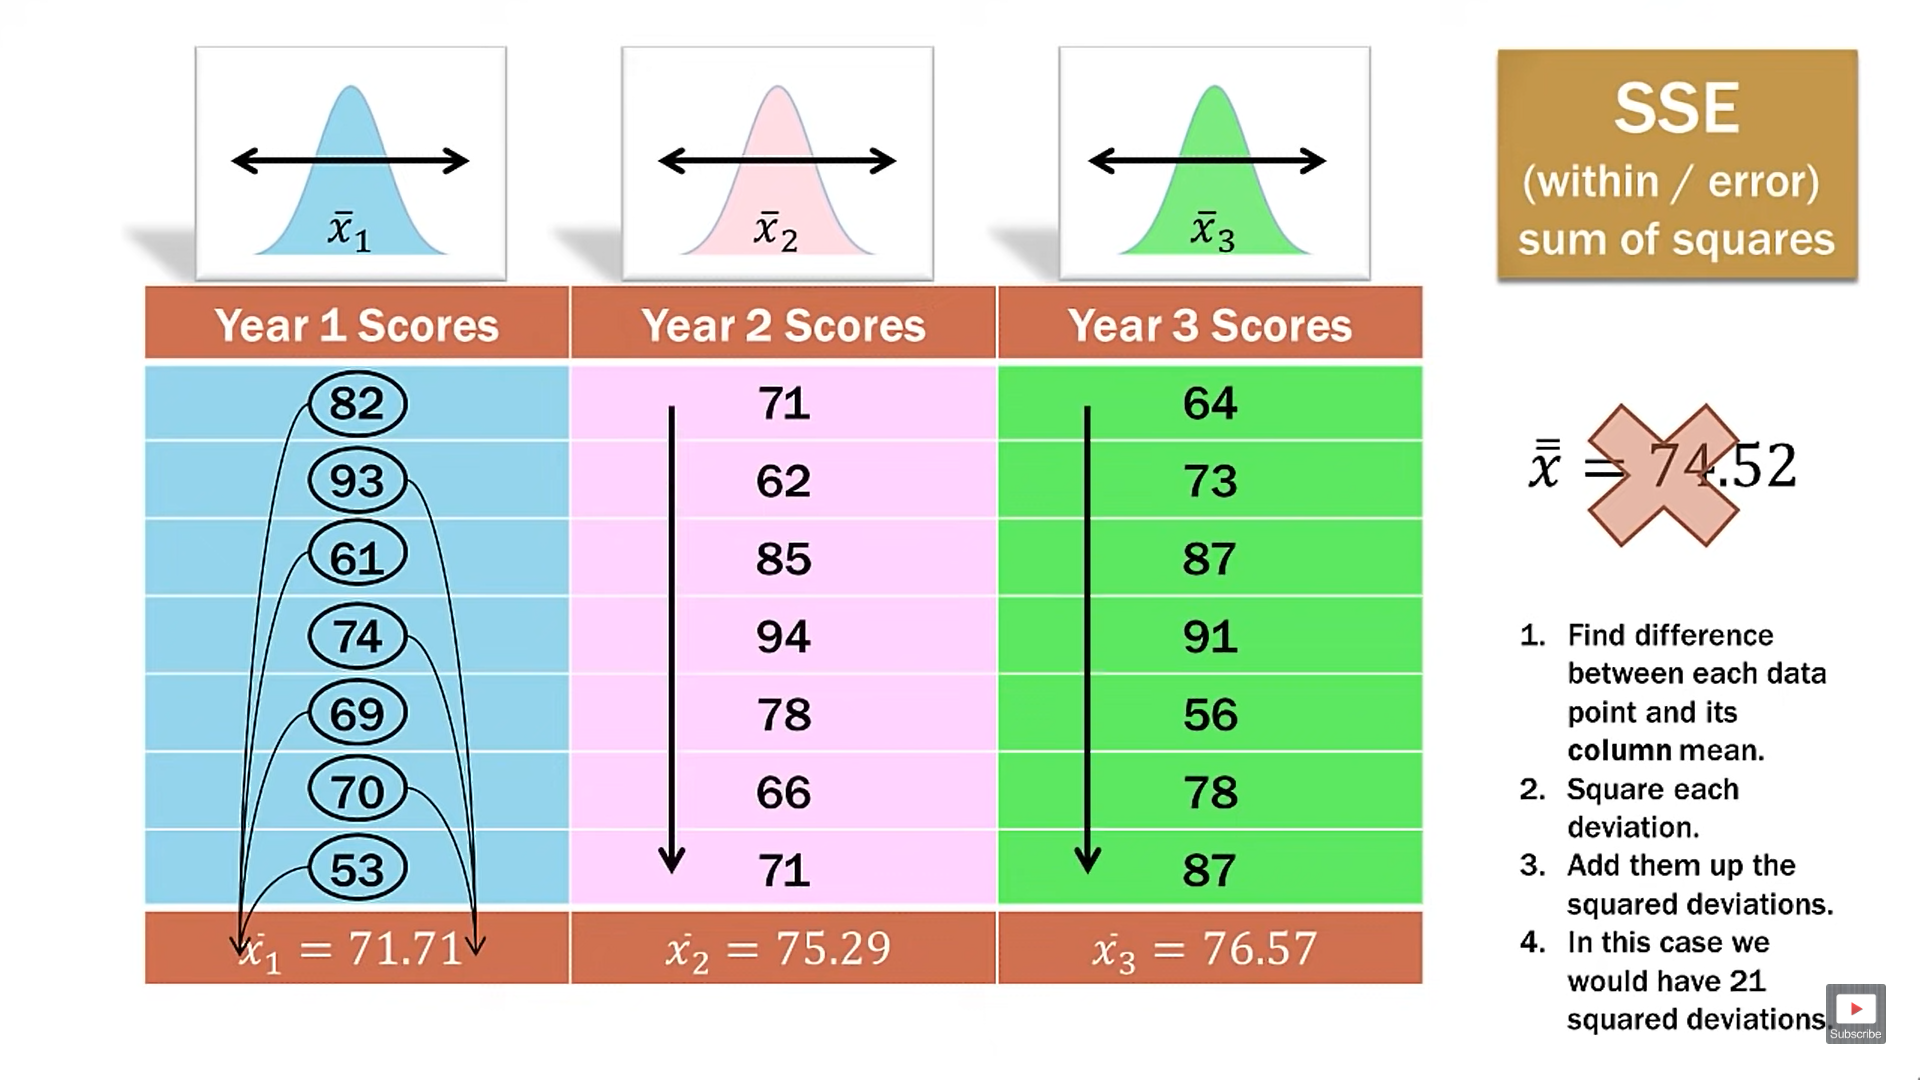 x̄₁
x̄₂
x̄₃
SSE
(within / error)
sum of squares
Year 1 Scores
Year 2 Scores
Year 3 Scores
82
71
64
93
62
73
61
85
87
74
94
91
69
78
56
70
66
78
53
71
87
x̄₁ = 71.71
x̄₂ = 75.29
x̄₃ = 76.57
x̿ = 74.52
1. Find difference
between each data
point and its
column mean.
2. Square each
deviation.
3. Add them up the
squared deviations.
4. In this case we
would have 21
squared deviations.
Subscribe